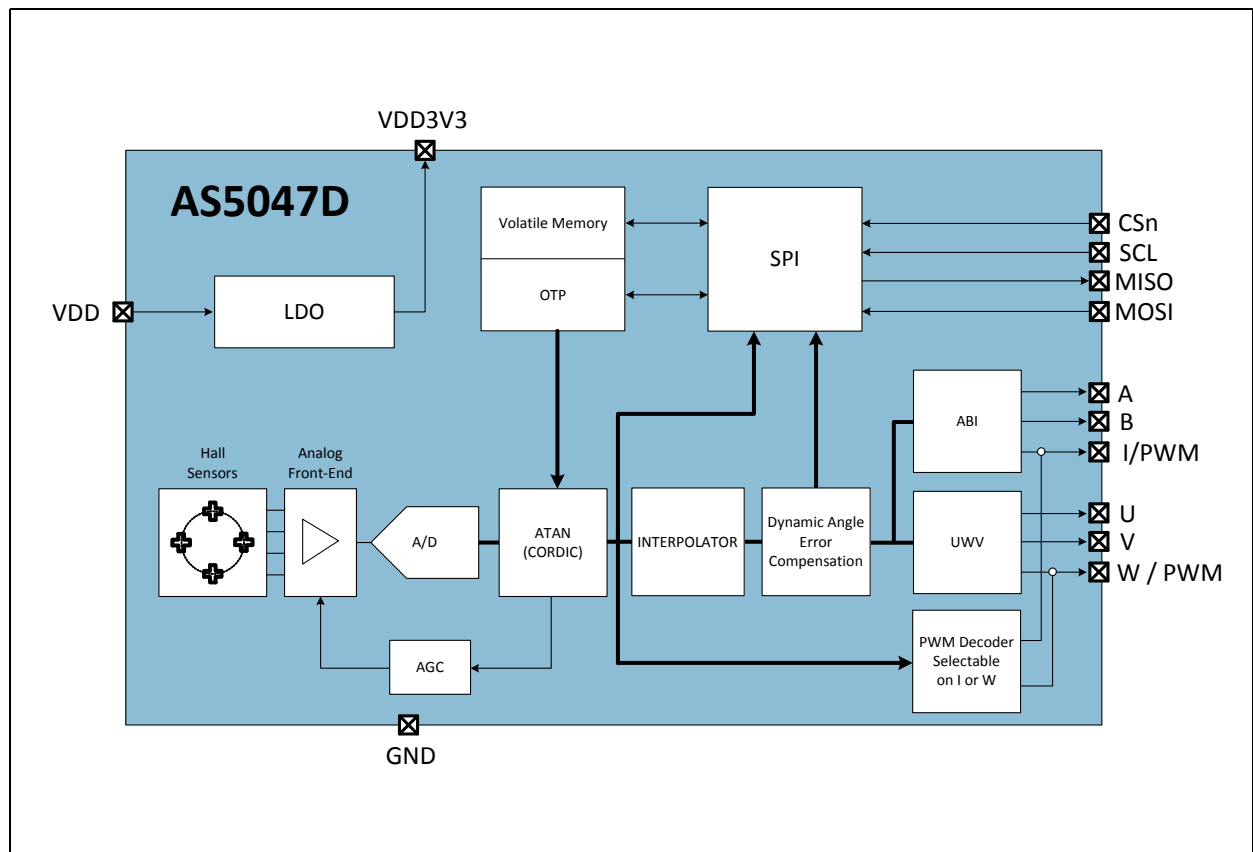 VDD3V3
AS5047D
Volatile Memory
OTP
SPI
CSn
SCL
MISO
MOSI
VDD
LDO
Hall
Sensors
Analog
Front-End
A/D
ATAN
(CORDIC)
INTERPOLATOR
Dynamic Angle
Error
Compensation
ABI
A
B
I/PWM
UWV
U
V
W / PWM
AGC
PWM Decoder
Selectable
on I or W
GND